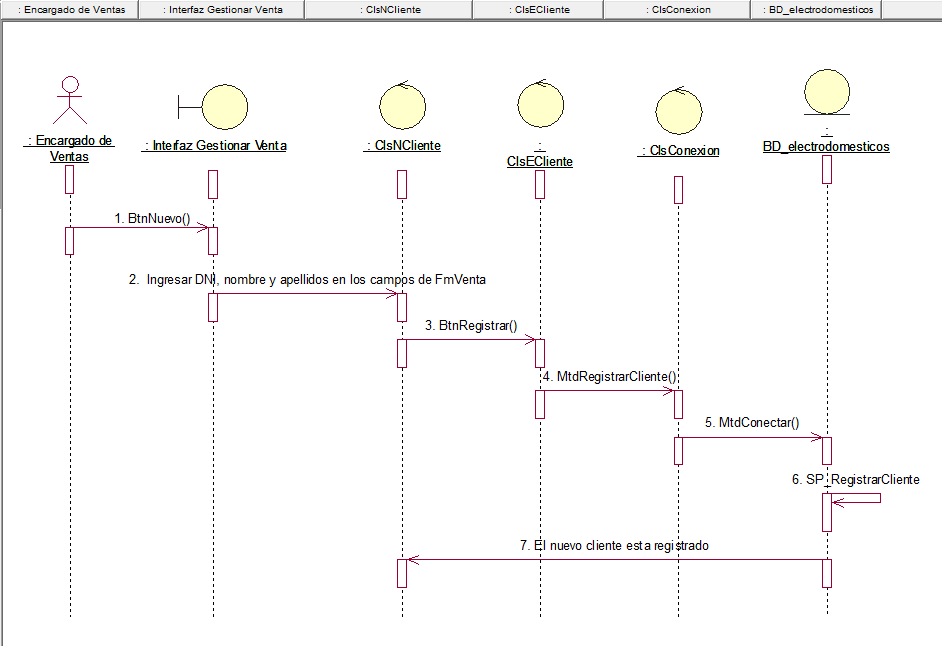 : Encargado de Ventas
: Interfaz Gestionar Venta
: ClsNCliente
: ClsECliente
: ClsConexion
: BD_electrodomesticos
: Encargado de
Ventas
: Interfaz Gestionar Venta
: ClsNCliente
:
ClsECliente
: ClsConexion
:
BD_electrodomesticos
1. BtnNuevo()
2. Ingresar DNI, nombre y apellidos en los campos de FmVenta
3. BtnRegistrar()
4. MtdRegistrarCliente()
5. MtdConectar()
6. SP_RegistrarCliente
7. El nuevo cliente esta registrado